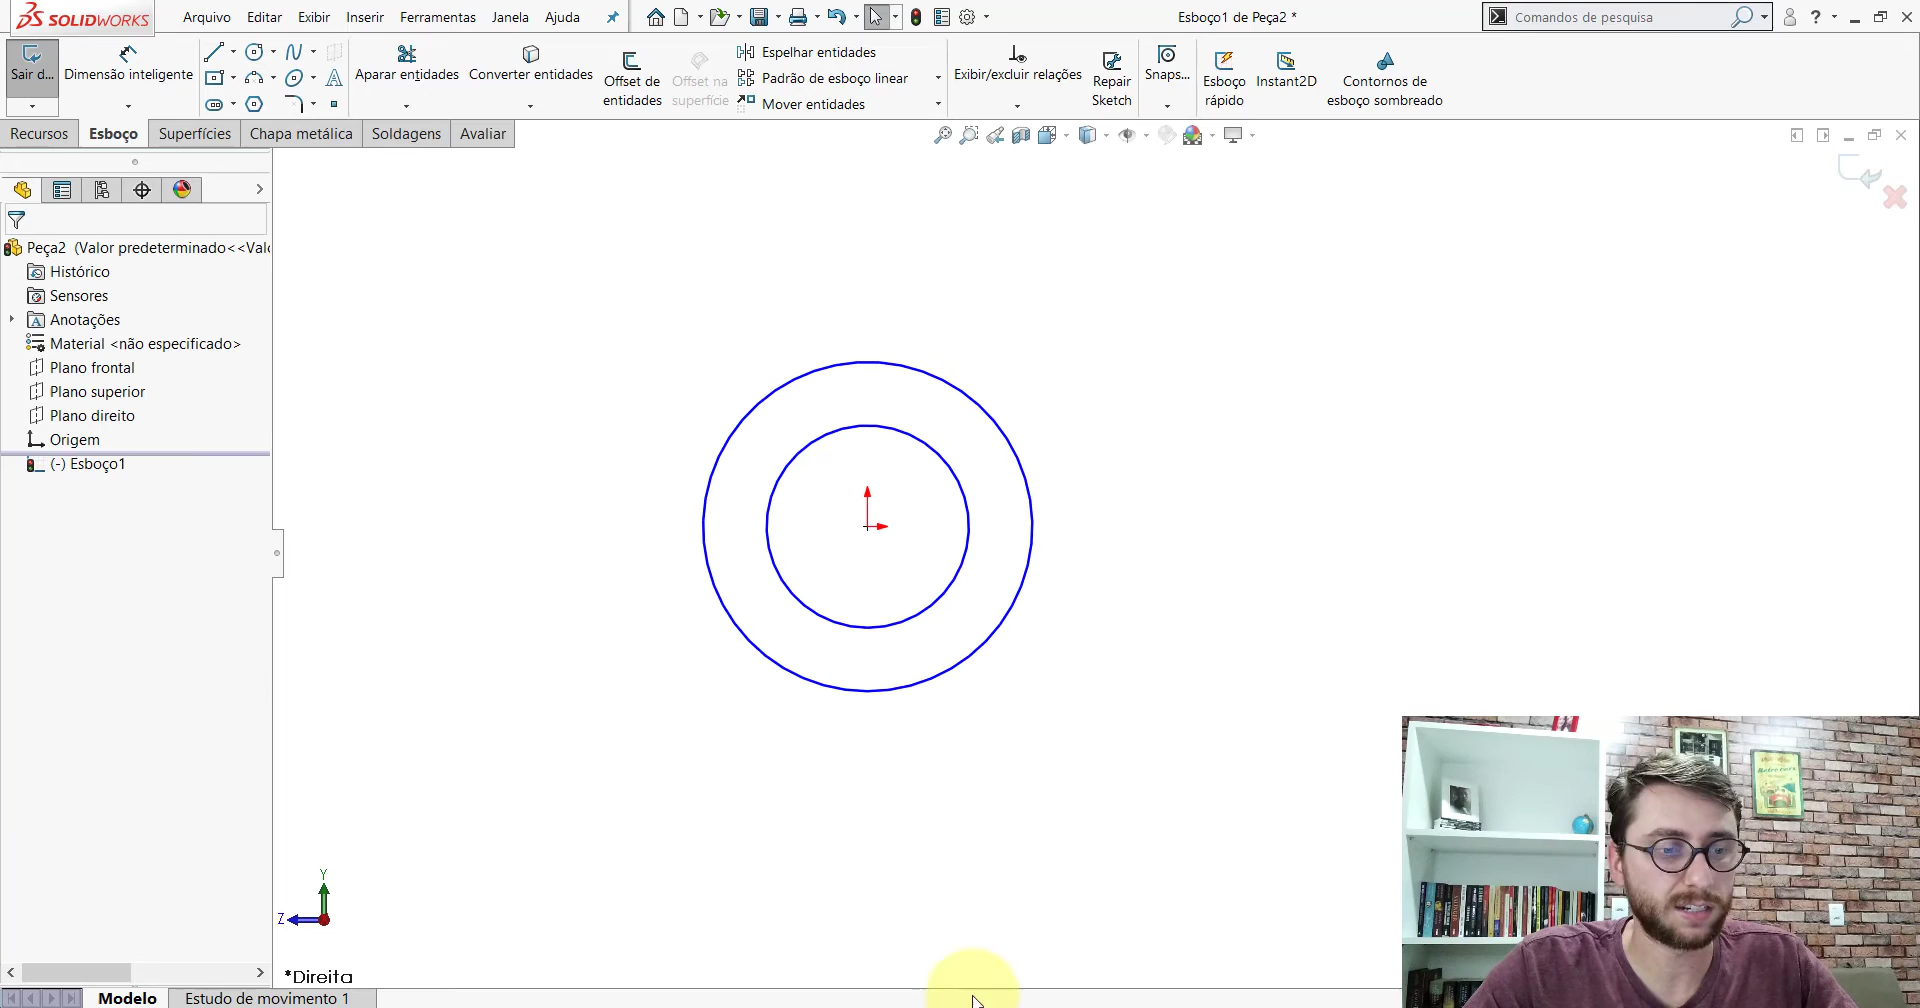 SOLIDWORKS Arquivo Editar Exibir Inserir Ferramentas Janela Ajuda Esboço1 de Peça2 * Comandos de pesquisa ?
Sair d... Dimensão inteligente Aparar entidades Converter entidades Offset de entidades Offset na superfície Espelhar entidades Padrão de esboço linear Mover entidades Exibir/excluir relações Repair Sketch Snaps... Esboço rápido Instant2D Contornos de esboço sombreado
Recursos Esboço Superfícies Chapa metálica Soldagens Avaliar
Peça2 (Valor predeterminado<<Valo
Histórico
Sensores
Anotações
Material <não especificado>
Plano frontal
Plano superior
Plano direito
Origem
(-) Esboço1
Y
Z
*Direita
Modelo Estudo de movimento 1